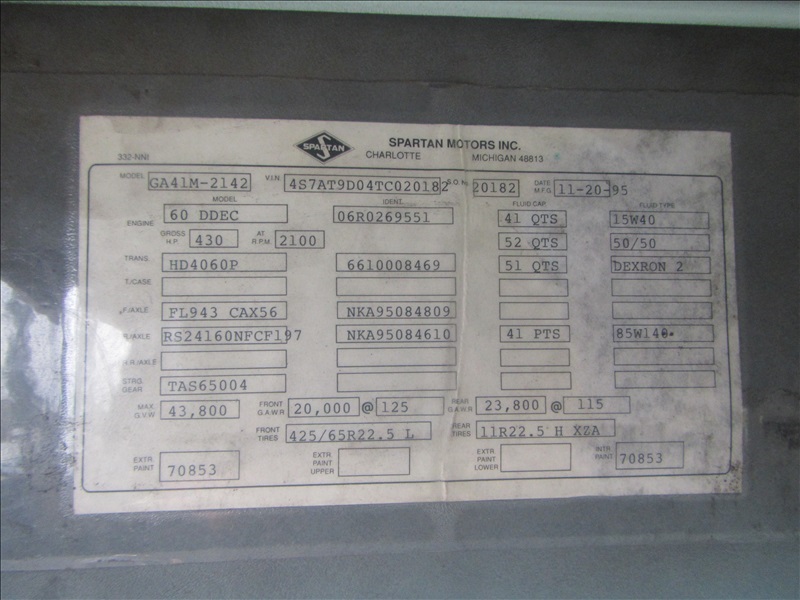 SPARTAN
SPARTAN MOTORS INC.
332-NNI CHARLOTTE MICHIGAN 48813
MODEL GA41M-2142 V.I.N. 4S7AT9D04TC020182 S.O. No. 20182 DATE M.F.G. 11-20-95
MODEL IDENT. FLUID CAP. FLUID TYPE
ENGINE 60 DDEC 06R0269551 41 QTS 15W40
GROSS H.P. 430 AT R.P.M. 2100 52 QTS 50/50
TRANS. HD4060P 6610008469 51 QTS DEXRON 2
T/CASE
F/AXLE FL943 CAX56 NKA95084809
R/AXLE RS24160NFCF197 NKA95084610 41 PTS 85W140
R.R./AXLE
STRG. GEAR TAS65004
MAX. G.V.W. 43,800 FRONT G.A.W.R 20,000 @ 125 REAR G.A.W.R 23,800 @ 115
FRONT TIRES 425/65R22.5 L REAR TIRES 11R22.5 H XZA
EXTR. PAINT 70853 EXTR. PAINT UPPER EXTR. PAINT LOWER INTR. PAINT 70853